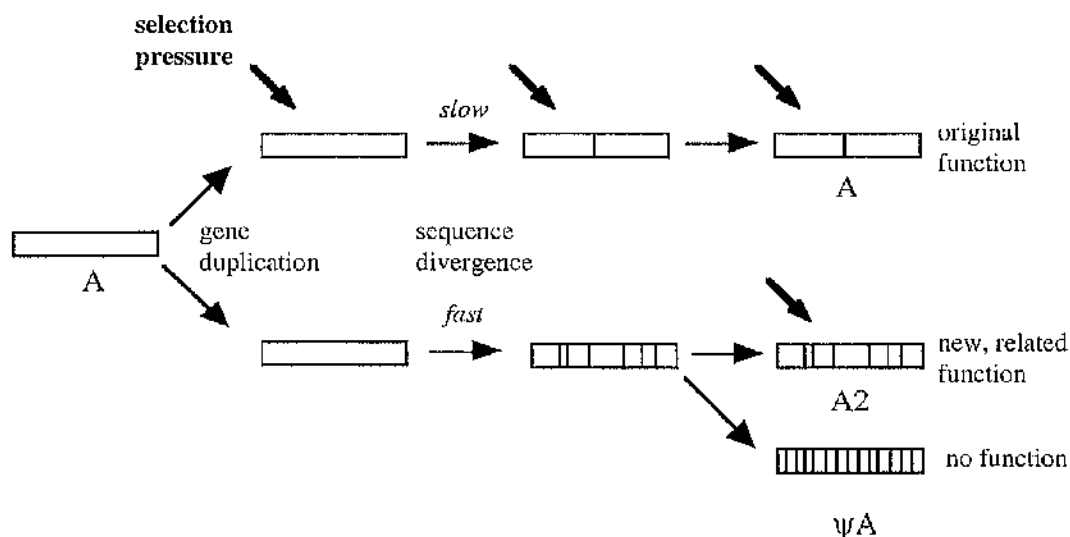 selection
pressure
slow
original
function
A
gene
duplication
sequence
divergence
A
fast
new, related
function
A2
no function
ψA